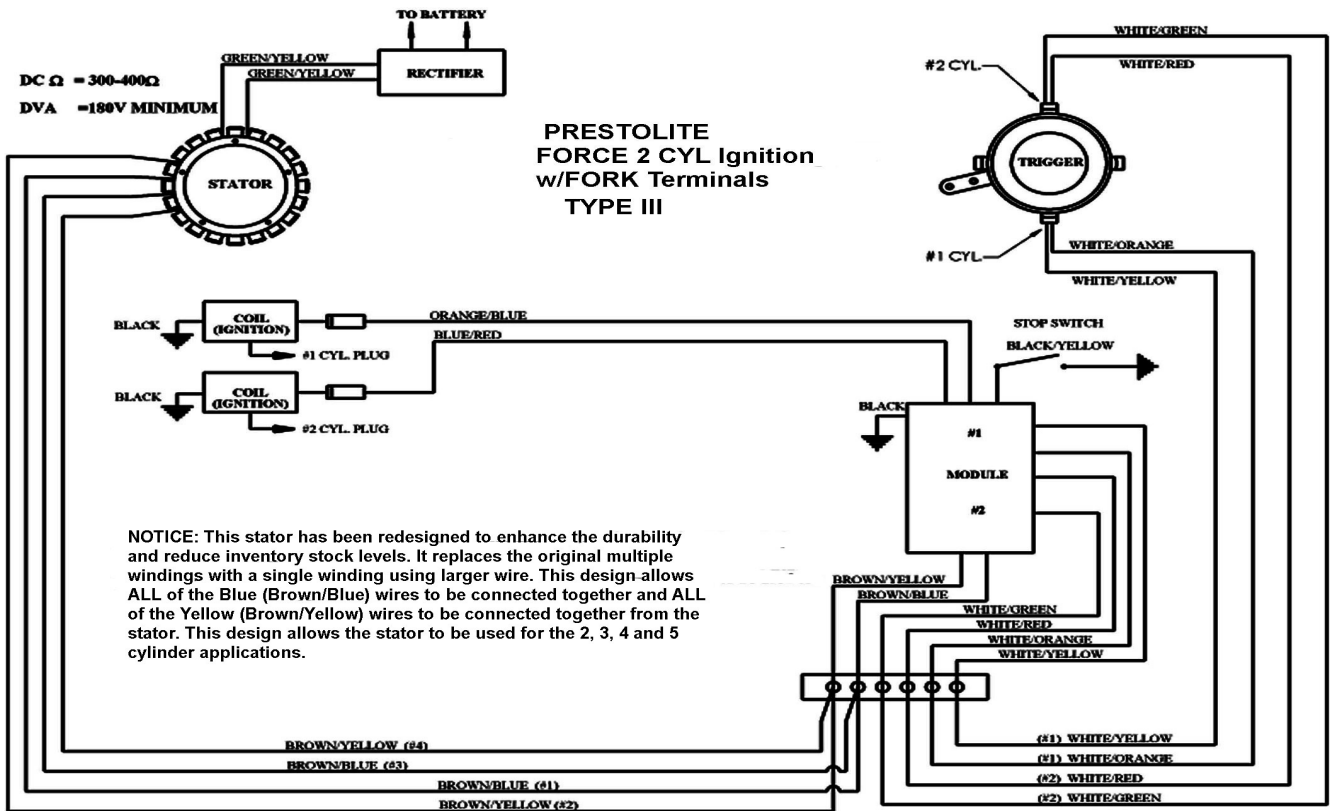 TO BATTERY
GREEN/YELLOW
GREEN/YELLOW
RECTIFIER
DC Ω = 300-400Ω
DVA =180V MINIMUM
STATOR
PRESTOLITE
FORCE 2 CYL Ignition
w/FORK Terminals
TYPE III
WHITE/GREEN
WHITE/RED
#2 CYL.
TRIGGER
#1 CYL.
WHITE/ORANGE
WHITE/YELLOW
BLACK
COIL
(IGNITION)
ORANGE/BLUE
#1 CYL. PLUG
BLUE/RED
BLACK
COIL
(IGNITION)
#2 CYL. PLUG
STOP SWITCH
BLACK/YELLOW
BLACK
#1
MODULE
#2
NOTICE: This stator has been redesigned to enhance the durability
and reduce inventory stock levels. It replaces the original multiple
windings with a single winding using larger wire. This design allows
ALL of the Blue (Brown/Blue) wires to be connected together and ALL
of the Yellow (Brown/Yellow) wires to be connected together from the
stator. This design allows the stator to be used for the 2, 3, 4 and 5
cylinder applications.
BROWN/YELLOW
BROWN/BLUE
WHITE/GREEN
WHITE/RED
WHITE/ORANGE
WHITE/YELLOW
BROWN/YELLOW (#4)
BROWN/BLUE (#3)
BROWN/BLUE (#1)
BROWN/YELLOW (#2)
(#1) WHITE/YELLOW
(#1) WHITE/ORANGE
(#2) WHITE/RED
(#2) WHITE/GREEN